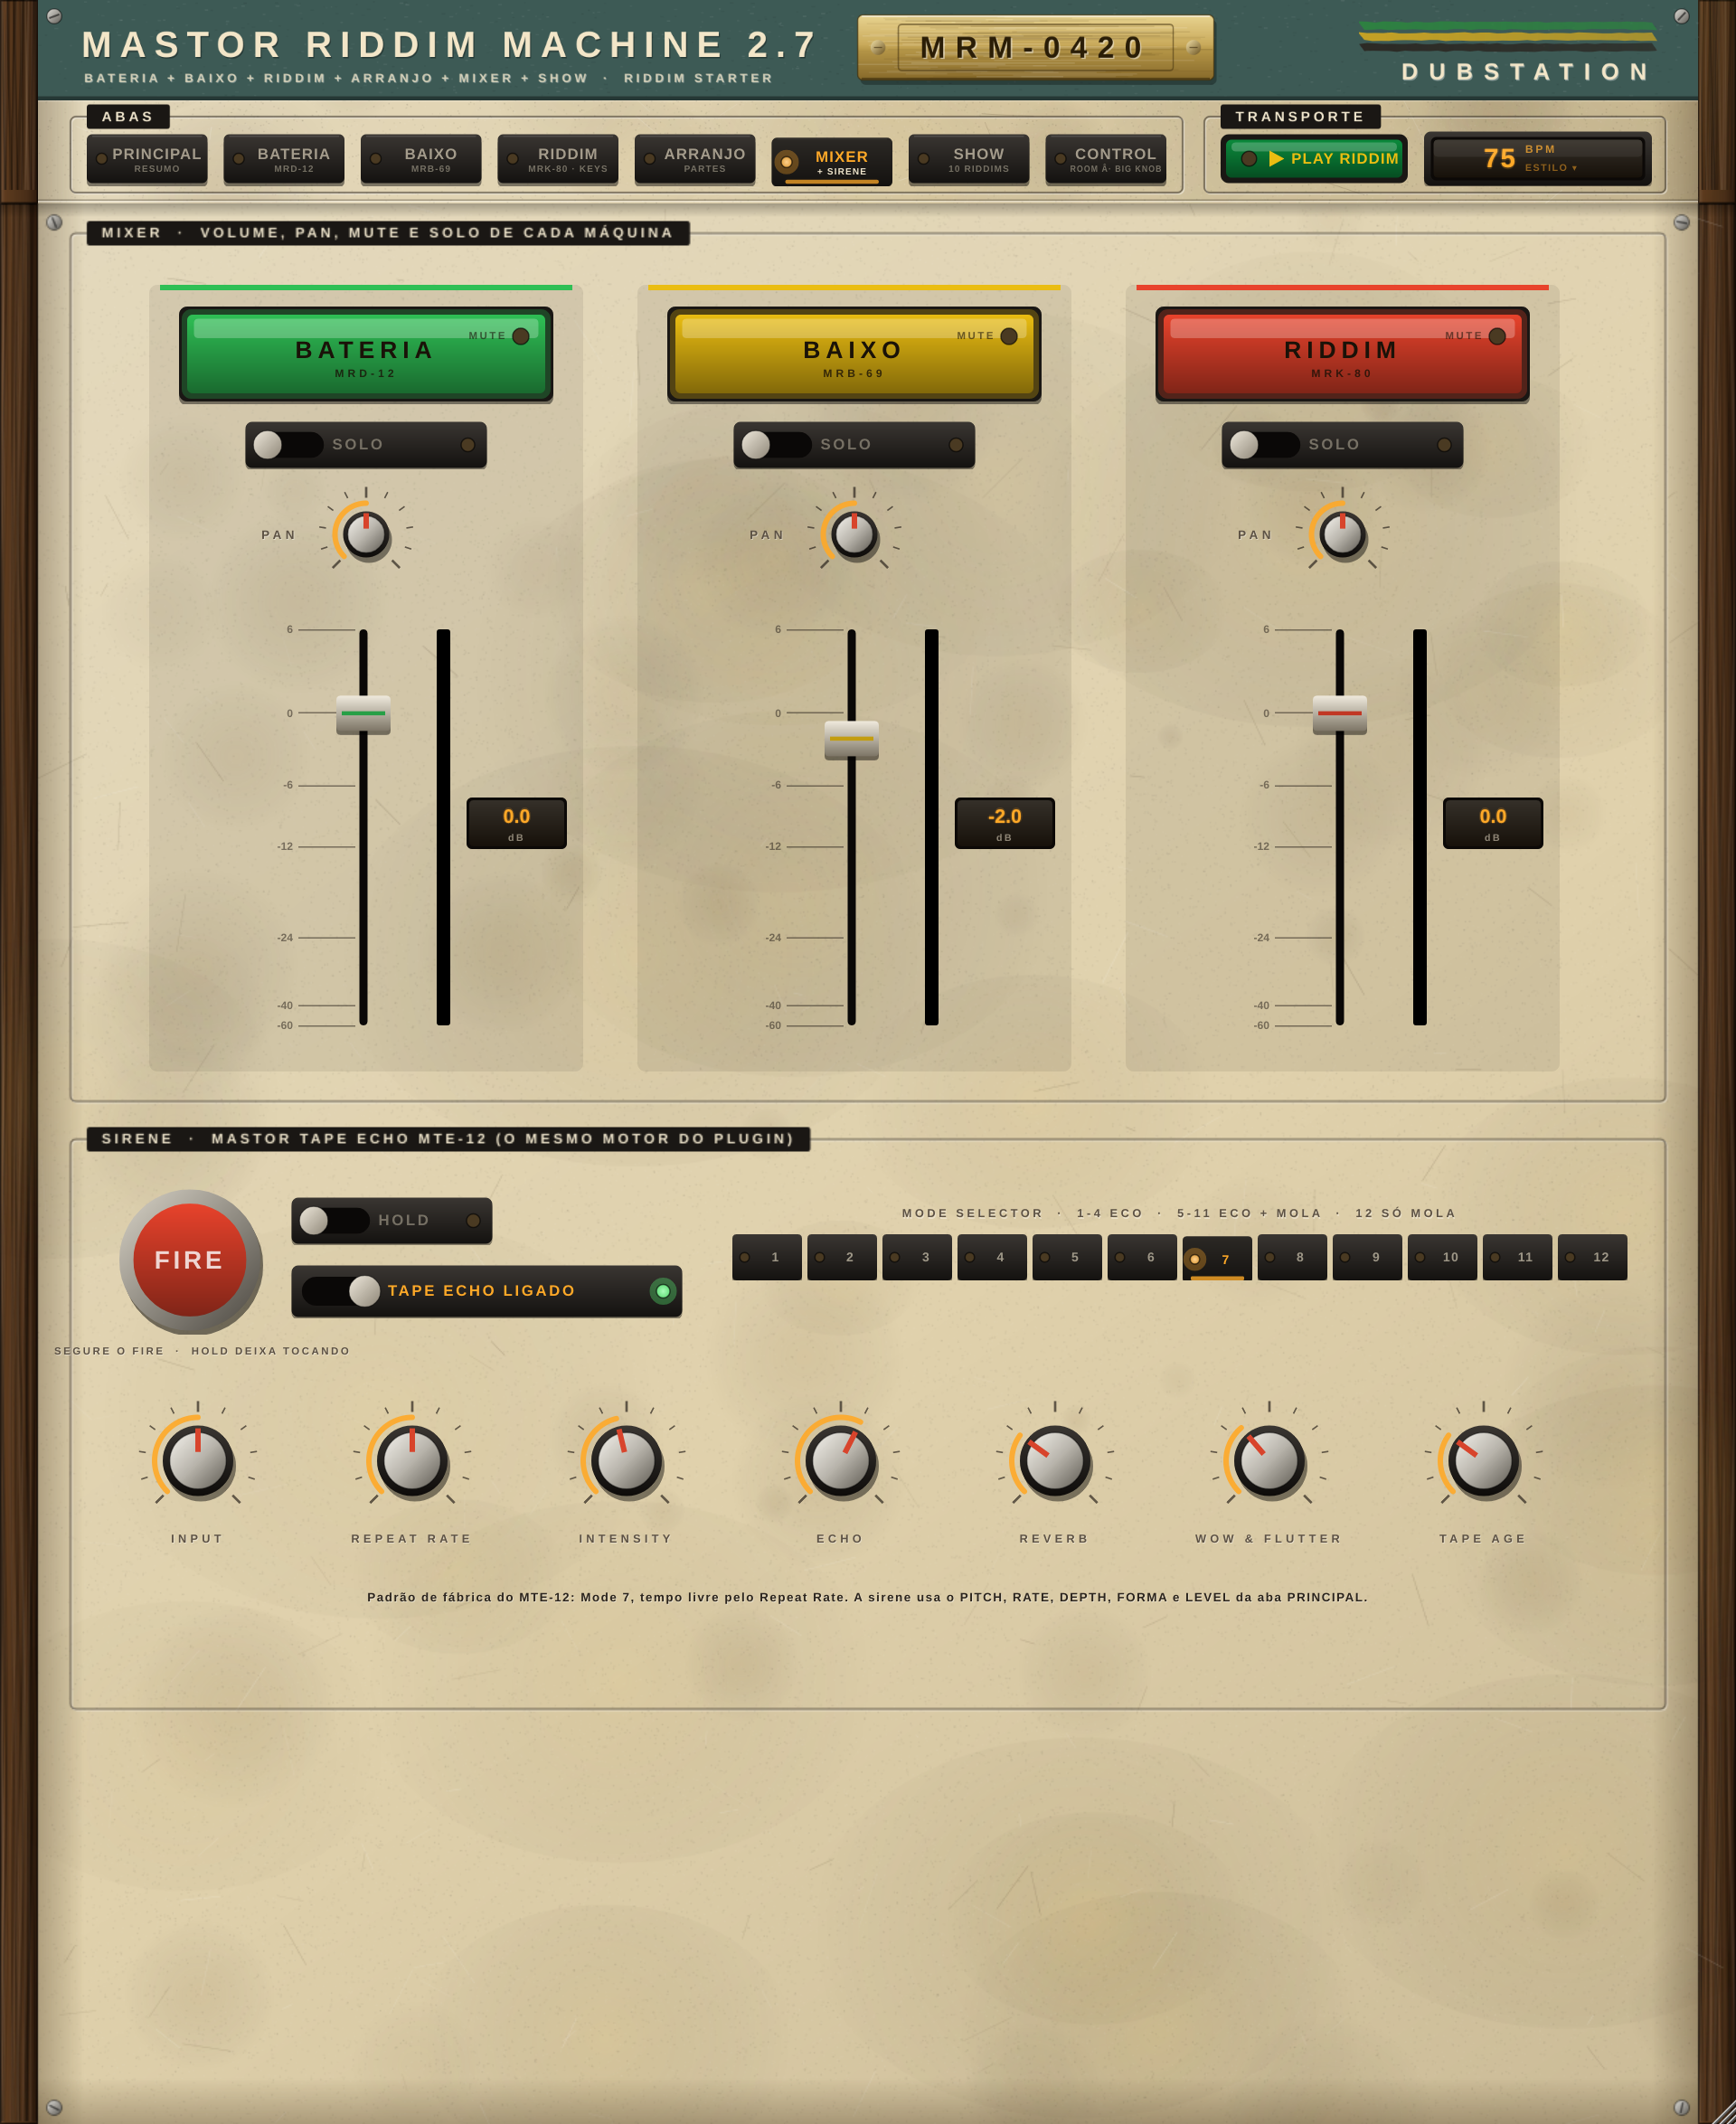 MASTOR RIDDIM MACHINE 2.7
BATERIA + BAIXO + RIDDIM + ARRANJO + MIXER + SHOW · RIDDIM STARTER
MRM-0420
DUBSTATION
ABAS
PRINCIPAL
RESUMO
BATERIA
MRD-12
BAIXO
MRB-69
RIDDIM
MRK-80 · KEYS
ARRANJO
PARTES
MIXER
+ SIRENE
SHOW
10 RIDDIMS
CONTROL
ROOM Â· BIG KNOB
TRANSPORTE
▶ PLAY RIDDIM
75 BPM
ESTILO ▾
MIXER · VOLUME, PAN, MUTE E SOLO DE CADA MÁQUINA
MUTE
BATERIA
MRD-12
SOLO
PAN
6
0
-6
-12
-24
-40
-60
0.0
dB
MUTE
BAIXO
MRB-69
SOLO
PAN
6
0
-6
-12
-24
-40
-60
-2.0
dB
MUTE
RIDDIM
MRK-80
SOLO
PAN
6
0
-6
-12
-24
-40
-60
0.0
dB
SIRENE · MASTOR TAPE ECHO MTE-12 (O MESMO MOTOR DO PLUGIN)
FIRE
HOLD
TAPE ECHO LIGADO
SEGURE O FIRE · HOLD DEIXA TOCANDO
MODE SELECTOR · 1-4 ECO · 5-11 ECO + MOLA · 12 SÓ MOLA
1 2 3 4 5 6 7 8 9 10 11 12
INPUT REPEAT RATE INTENSITY ECHO REVERB WOW & FLUTTER TAPE AGE
Padrão de fábrica do MTE-12: Mode 7, tempo livre pelo Repeat Rate. A sirene usa o PITCH, RATE, DEPTH, FORMA e LEVEL da aba PRINCIPAL.